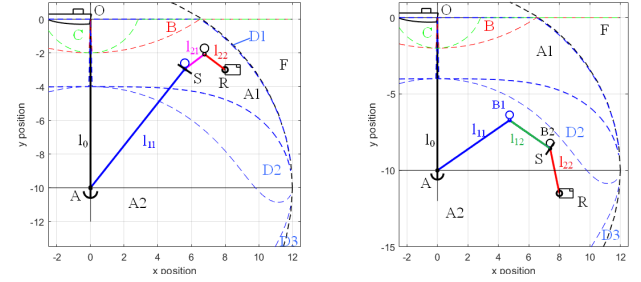 O
B
C
D1
F
l21
l22
S
R
A1
l0
l11
D2
A
A2
D3
0
-2
-4
-6
-8
-10
-12
y position
-2 0 2 4 6 8 10 12
x position
O
F
C
B
A1
B1
l11
l12
D2
B2
S
l22
l0
A
R
A2
D3
0
-5
-10
-15
y position
-2 0 2 4 6 8 10 12
x position